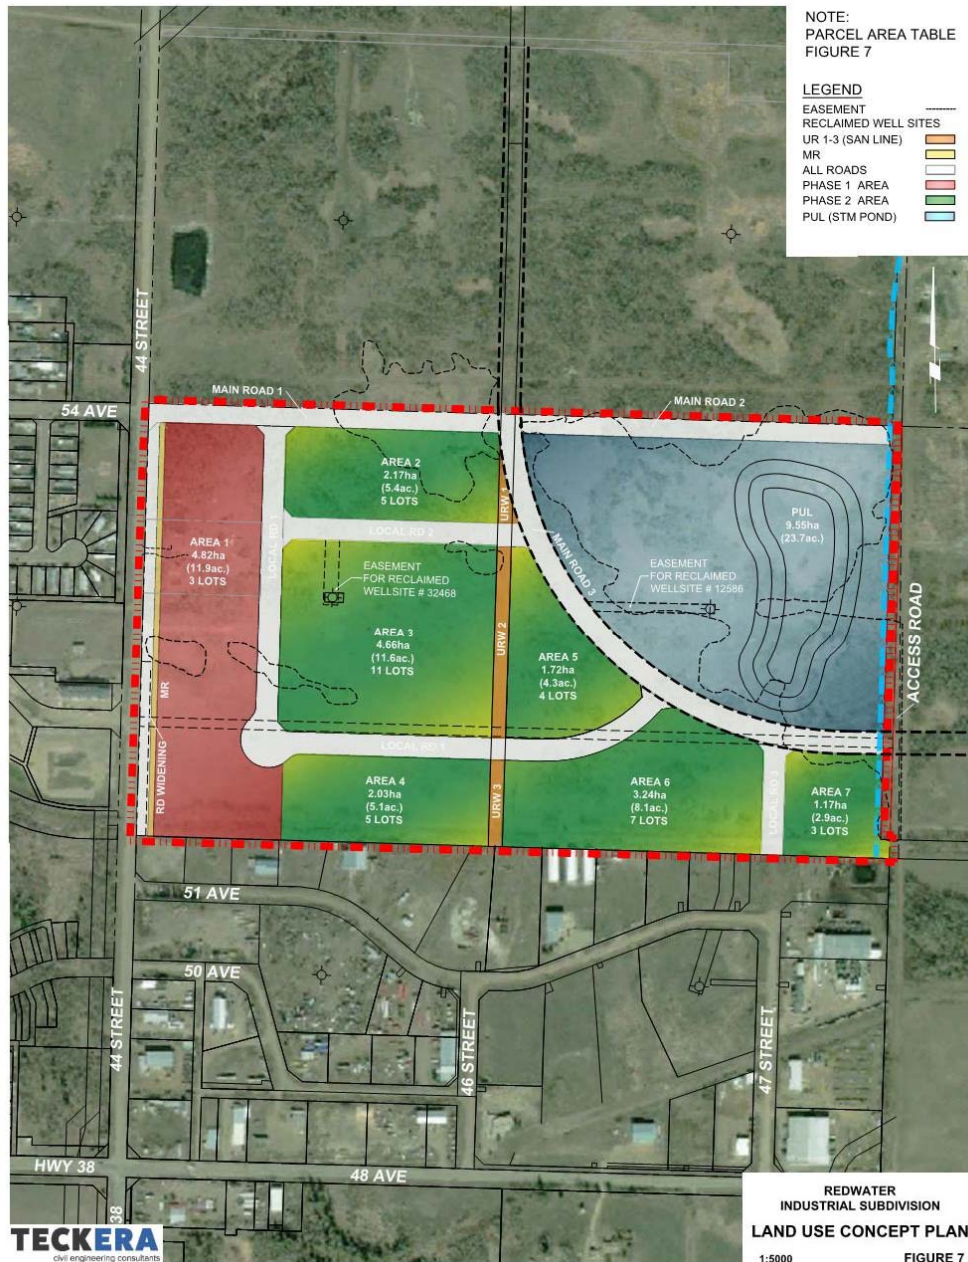 NOTE:
PARCEL AREA TABLE
FIGURE 7
LEGEND
EASEMENT
RECLAIMED WELL SITES
UR 1-3 (SAN LINE)
MR
ALL ROADS
PHASE 1 AREA
PHASE 2 AREA
PUL (STM POND)
44 STREET
54 AVE
MAIN ROAD 1
MAIN ROAD 2
AREA 2
2.17ha
(5.4ac.)
5 LOTS
URW 1
PUL
9.55ha
(23.7ac.)
AREA 1
4.82ha
(11.9ac.)
3 LOTS
LOCAL RD 1
LOCAL RD 2
MAIN ROAD 3
EASEMENT
FOR RECLAIMED
WELLSITE # 32468
EASEMENT
FOR RECLAIMED
WELLSITE # 12586
AREA 3
4.66ha
(11.6ac.)
11 LOTS
URW 2
AREA 5
1.72ha
(4.3ac.)
4 LOTS
ACCESS ROAD
MR
RD WIDENING
LOCAL RD 1
AREA 4
2.03ha
(5.1ac.)
5 LOTS
URW 3
AREA 6
3.24ha
(8.1ac.)
7 LOTS
LOCAL RD 3
AREA 7
1.17ha
(2.9ac.)
3 LOTS
51 AVE
50 AVE
44 STREET
46 STREET
47 STREET
HWY 38
48 AVE
38
TECKERA
civil engineering consultants
REDWATER
INDUSTRIAL SUBDIVISION
LAND USE CONCEPT PLAN
1:5000
FIGURE 7